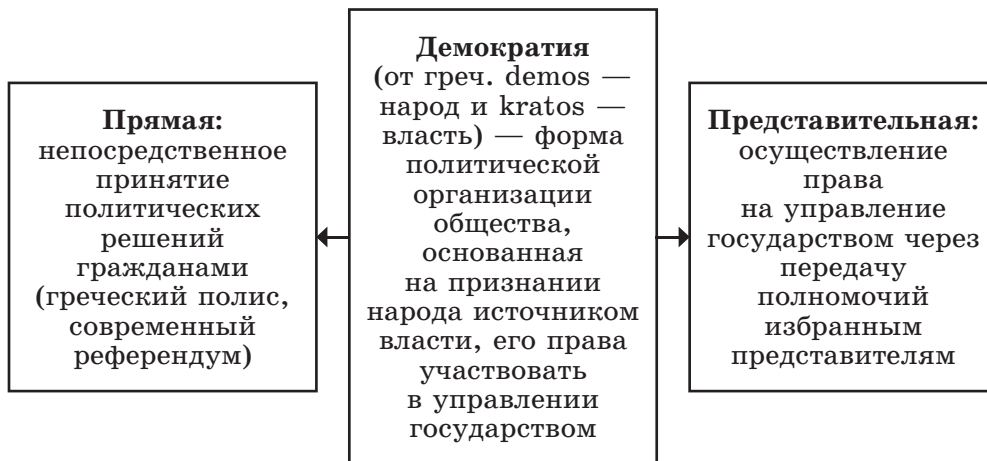 Прямая:
непосредственное
принятие
политических
решений
гражданами
(греческий полис,
современный
референдум)
Демократия
(от греч. demos —
народ и kratos —
власть) — форма
политической
организации
общества,
основанная
на признании
народа источником
власти, его права
участвовать
в управлении
государством
Представительная:
осуществление
права
на управление
государством через
передачу
полномочий
избранным
представителям